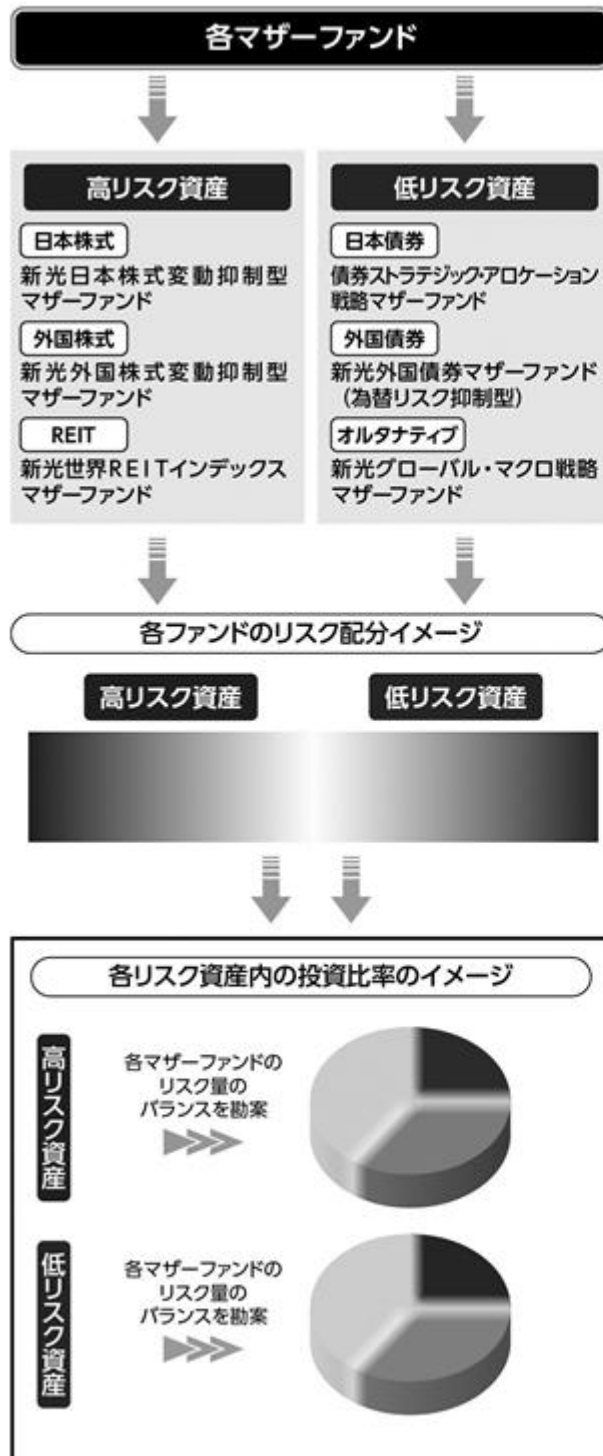 各マザーファンド
高リスク資産
日本株式
新光日本株式変動抑制型
マザーファンド
外国株式
新光外国株式変動抑制型
マザーファンド
REIT
新光世界REITインデックス
マザーファンド
低リスク資産
日本債券
債券ストラテジック・アロケーション
戦略マザーファンド
外国債券
新光外国債券マザーファンド
（為替リスク抑制型）
オルタナティブ
新光グローバル・マクロ戦略
マザーファンド
各ファンドのリスク配分イメージ
高リスク資産
低リスク資産
各リスク資産内の投資比率のイメージ
高リスク資産
各マザーファンドの
リスク量の
バランスを勘案
低リスク資産
各マザーファンドの
リスク量の
バランスを勘案